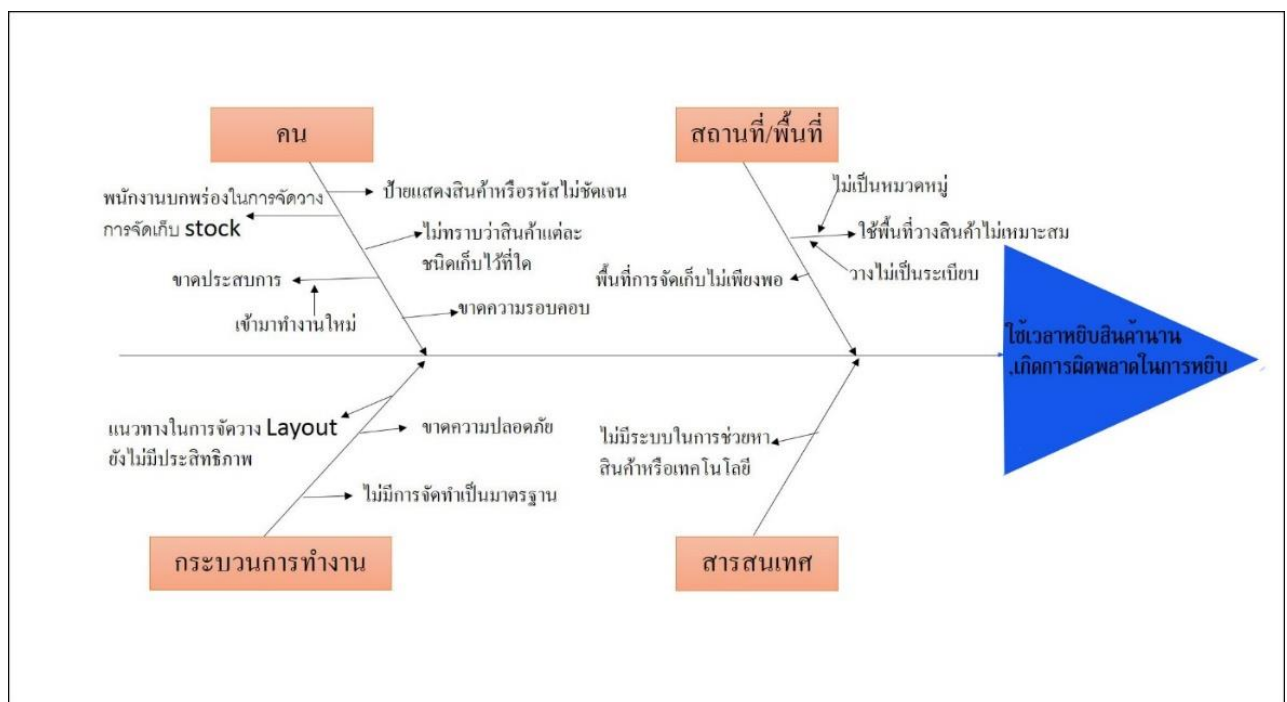 คน
สถานที่/พื้นที่
พนักงานบกพร่องในการจัดวาง
การจัดเก็บ stock
ป้ายแสดงสินค้าหรือรหัสไม่ชัดเจน
ไม่ทราบว่าสินค้าแต่ละ
ชนิดเก็บไว้ที่ใด
ขาดประสบการ
เข้ามาทำงานใหม่
ขาดความรอบคอบ
ไม่เป็นหมวดหมู่
ใช้พื้นที่วางสินค้าไม่เหมาะสม
วางไม่เป็นระเบียบ
พื้นที่การจัดเก็บไม่เพียงพอ
ใช้เวลาหยิบสินค้านาน
.เกิดการผิดพลาดในการหยิบ
แนวทางในการจัดวาง Layout
ยังไม่มีประสิทธิภาพ
ขาดความปลอดภัย
ไม่มีการจัดทำเป็นมาตรฐาน
ไม่มีระบบในการช่วยหา
สินค้าหรือเทคโนโลยี
กระบวนการทำงาน
สารสนเทศ